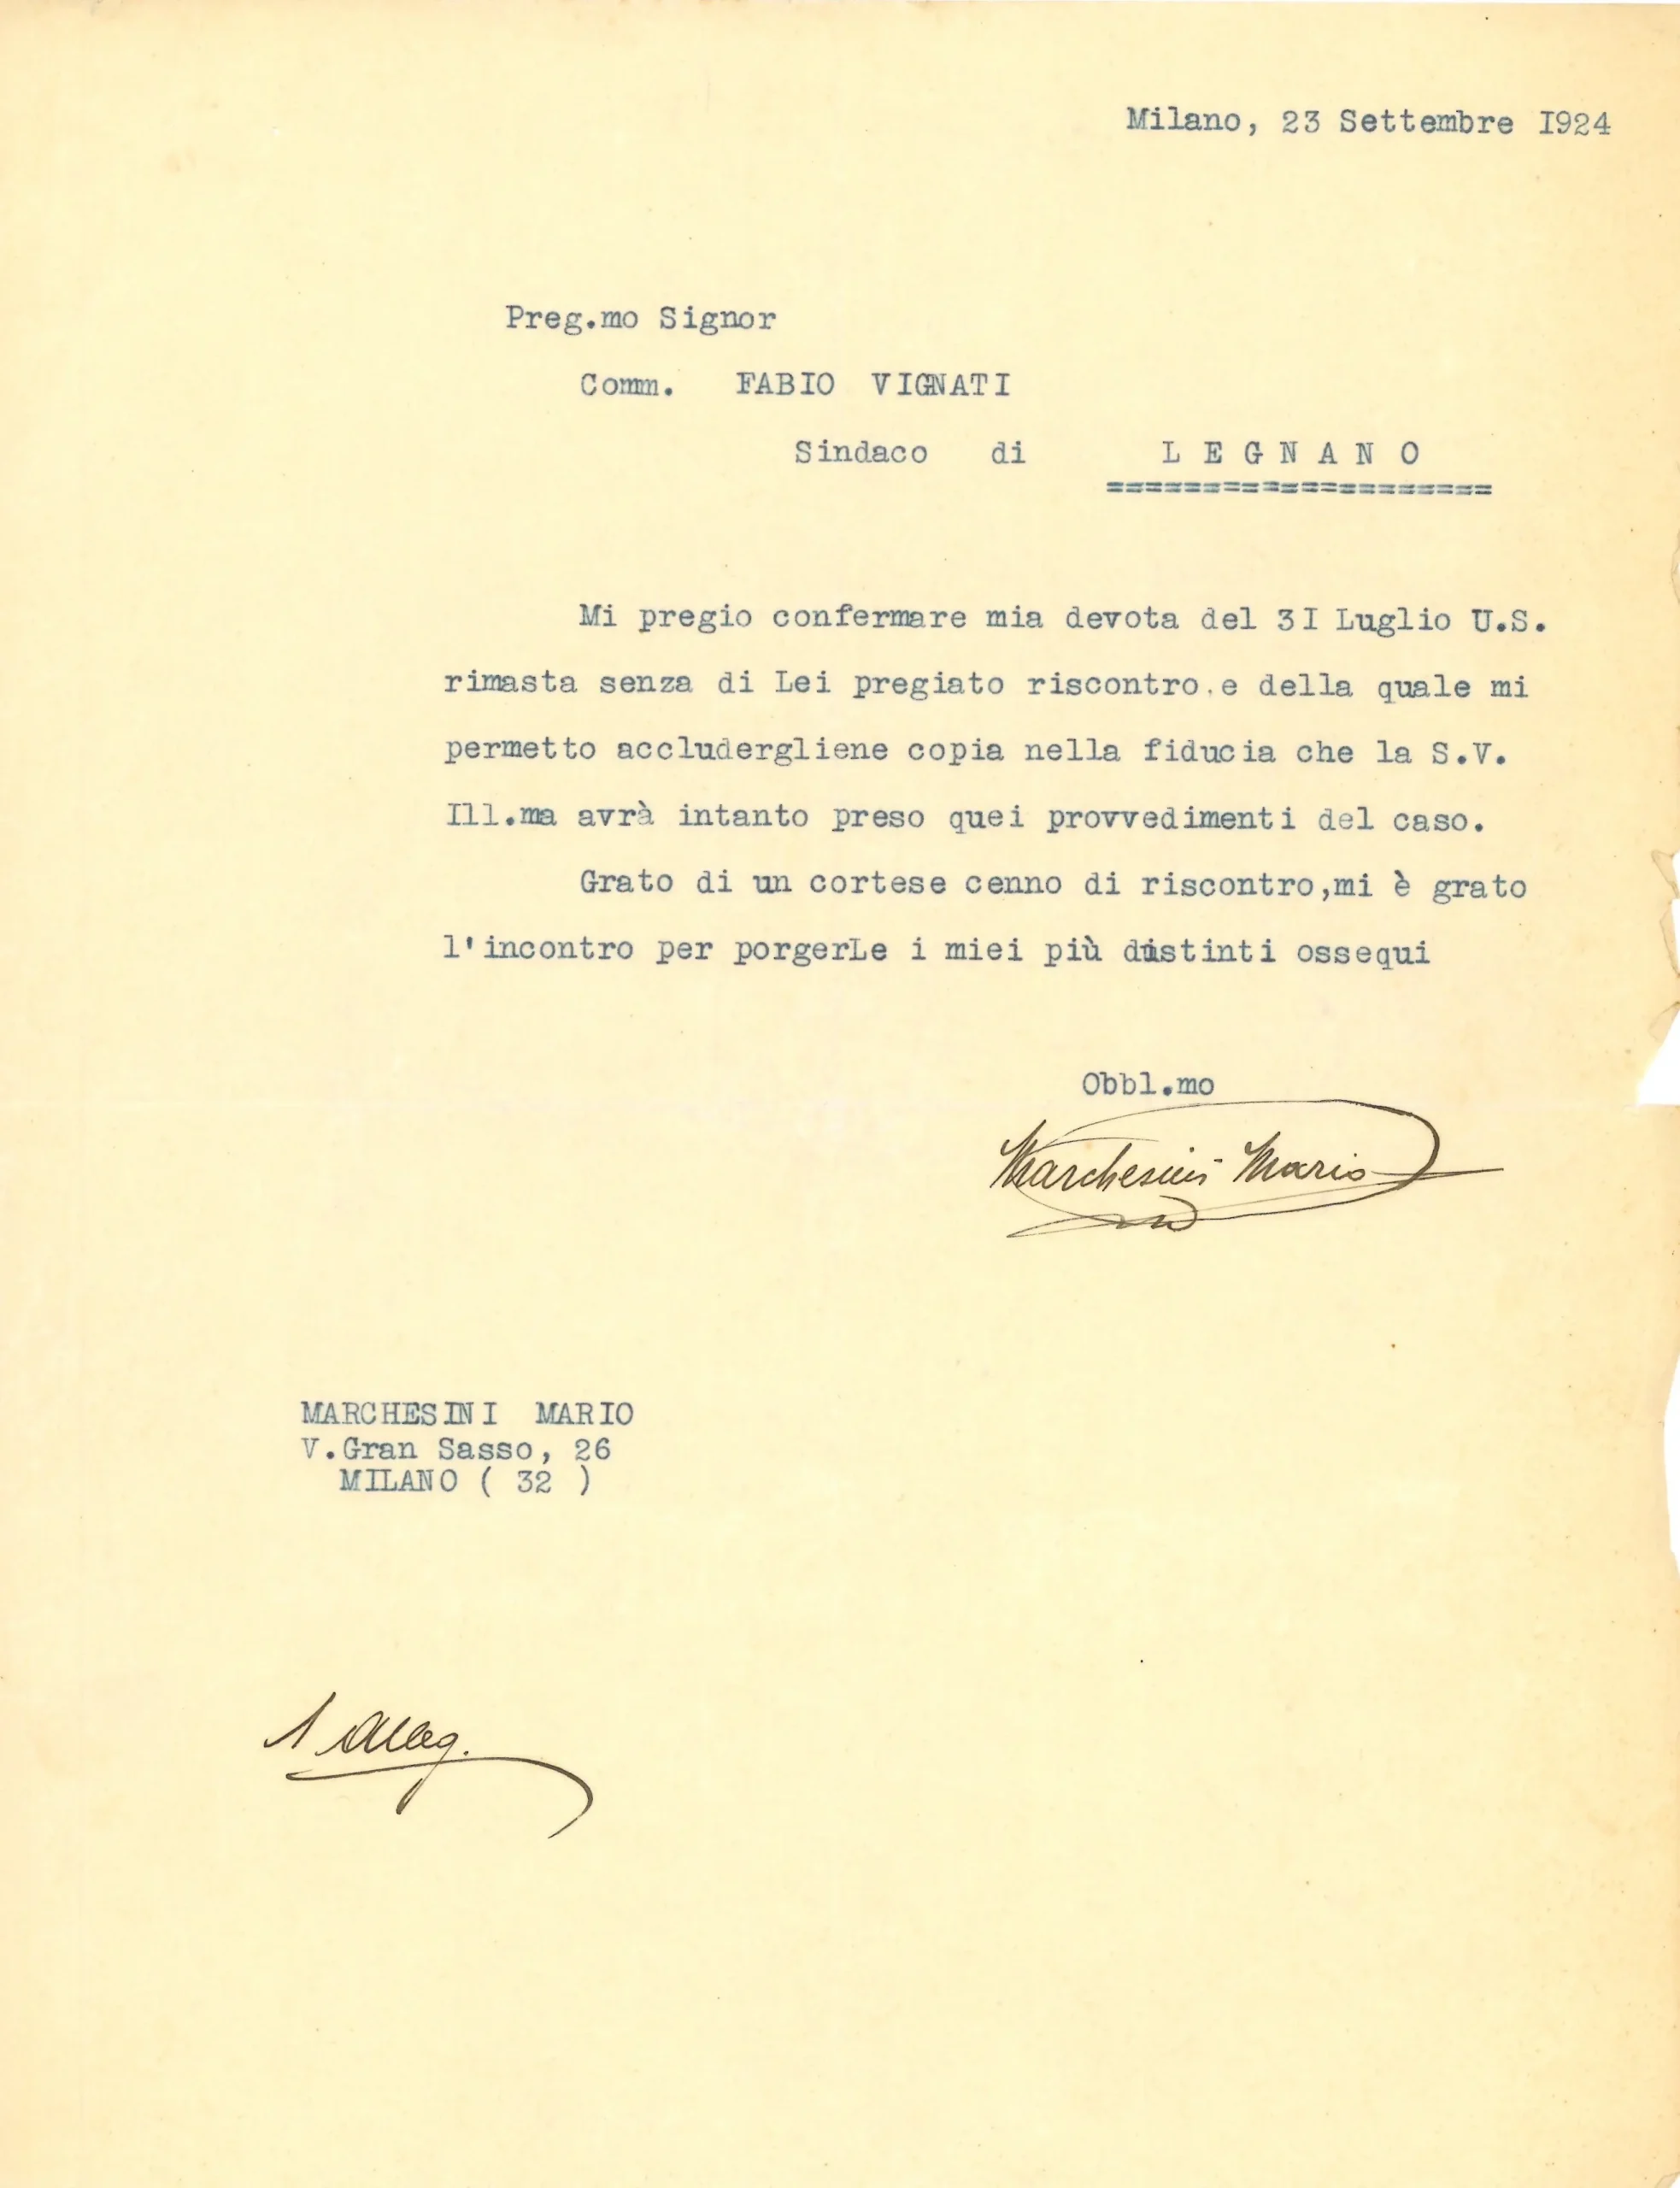 Milano, 23 Settembre I924
Preg.mo Signor
Comm. FABIO VIGNATI
Sindaco di L E G N A N O
====================
Mi pregio confermare mia devota del 3I Luglio U.S.
rimasta senza di Lei pregiato riscontro.e della quale mi
permetto accludergliene copia nella fiducia che la S.V.
Ill.ma avrà intanto preso quei provvedimenti del caso.
Grato di un cortese cenno di riscontro,mi è grato
l'incontro per porgerLe i miei più distinti ossequi
Obbl.mo
Marchesini Mario
MARCHESINI MARIO
V.Gran Sasso, 26
MILANO ( 32 )
1 Alleg.